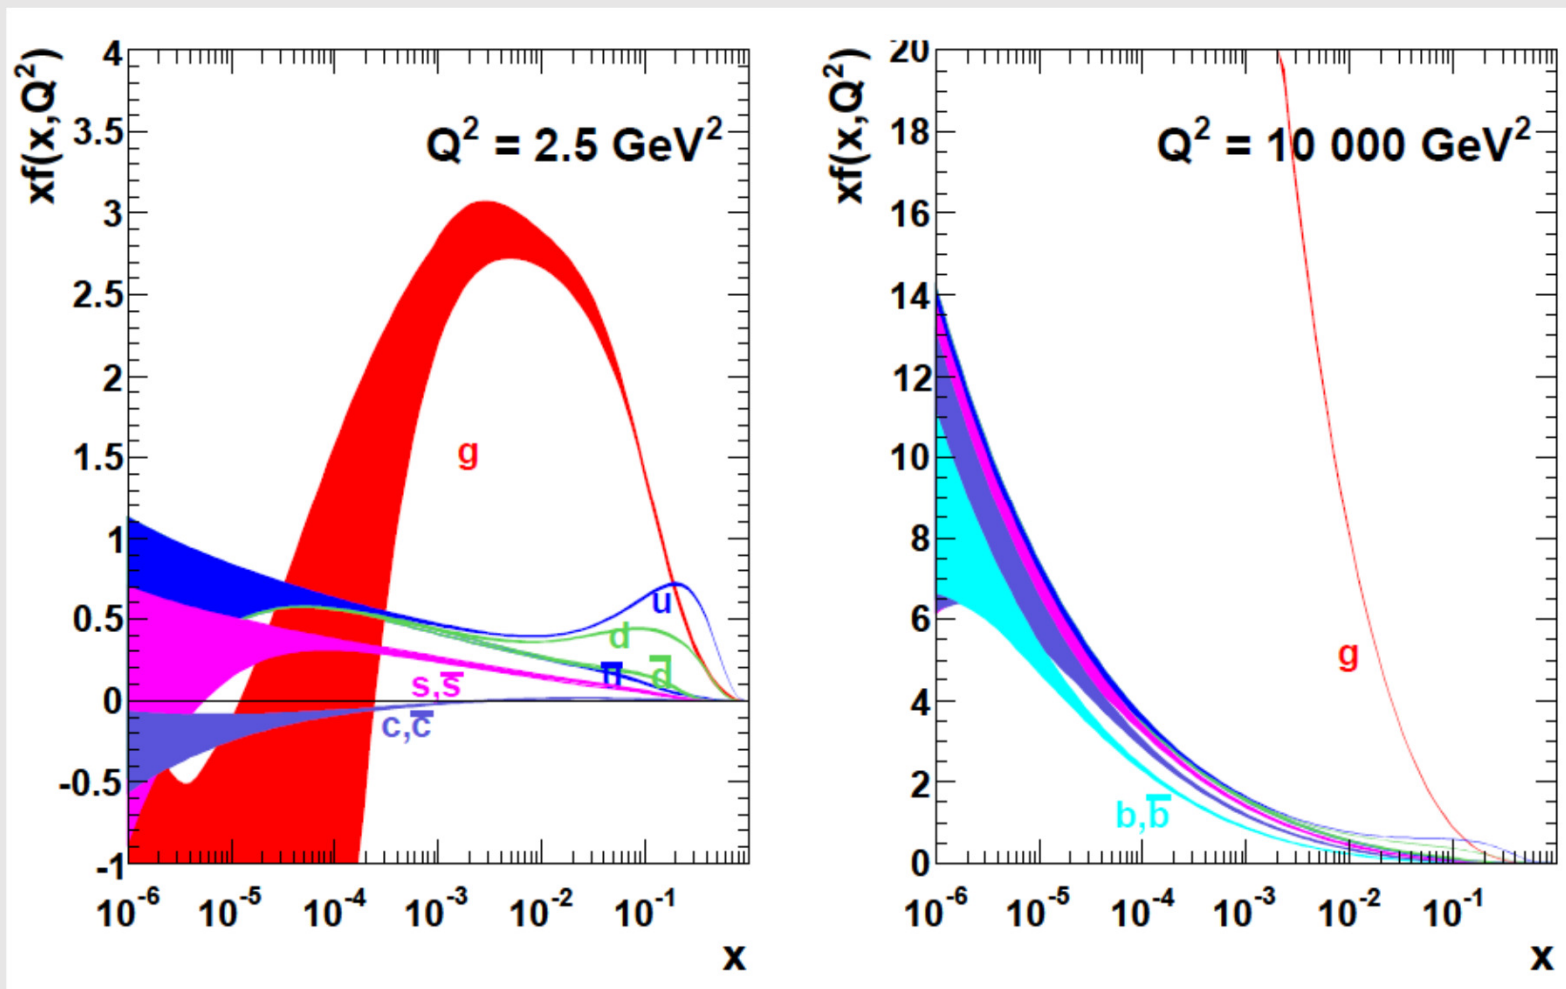 xf(x,Q²)
4
3.5
3
2.5
2
1.5
1
0.5
0
-0.5
-1
Q² = 2.5 GeV²
g
u
d
u̅
d̅
s,s̅
c,c̅
10⁻⁶ 10⁻⁵ 10⁻⁴ 10⁻³ 10⁻² 10⁻¹
x
xf(x,Q²)
20
18
16
14
12
10
8
6
4
2
0
Q² = 10 000 GeV²
g
b,b̅
10⁻⁶ 10⁻⁵ 10⁻⁴ 10⁻³ 10⁻² 10⁻¹
x